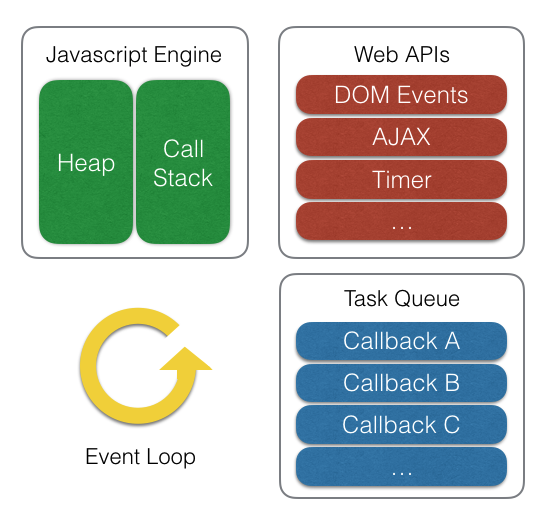 Javascript Engine
Heap
Call
Stack
Web APIs
DOM Events
AJAX
Timer
...
Event Loop
Task Queue
Callback A
Callback B
Callback C
...